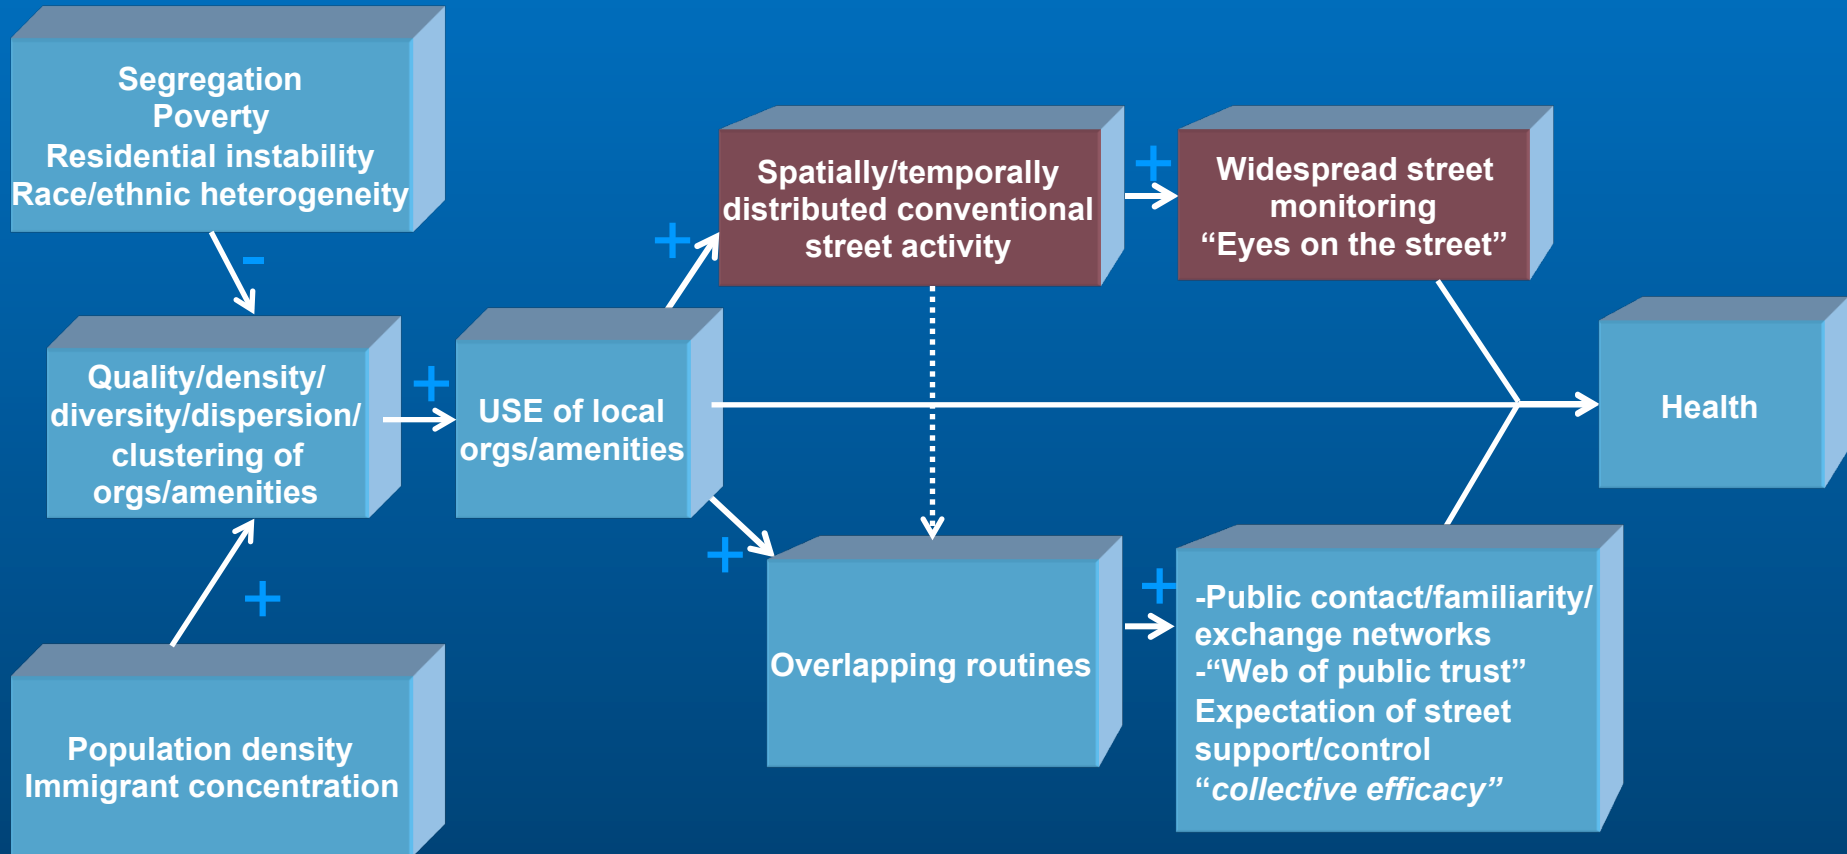 Segregation
Poverty
Residential instability
Race/ethnic heterogeneity
-
Quality/density/
diversity/dispersion/
clustering of
orgs/amenities
+
Population density
Immigrant concentration
+
USE of local
orgs/amenities
+
Spatially/temporally
distributed conventional
street activity
+
Widespread street
monitoring
“Eyes on the street”
+
Overlapping routines
+
-Public contact/familiarity/
exchange networks
-“Web of public trust”
Expectation of street
support/control
“collective efficacy”
Health